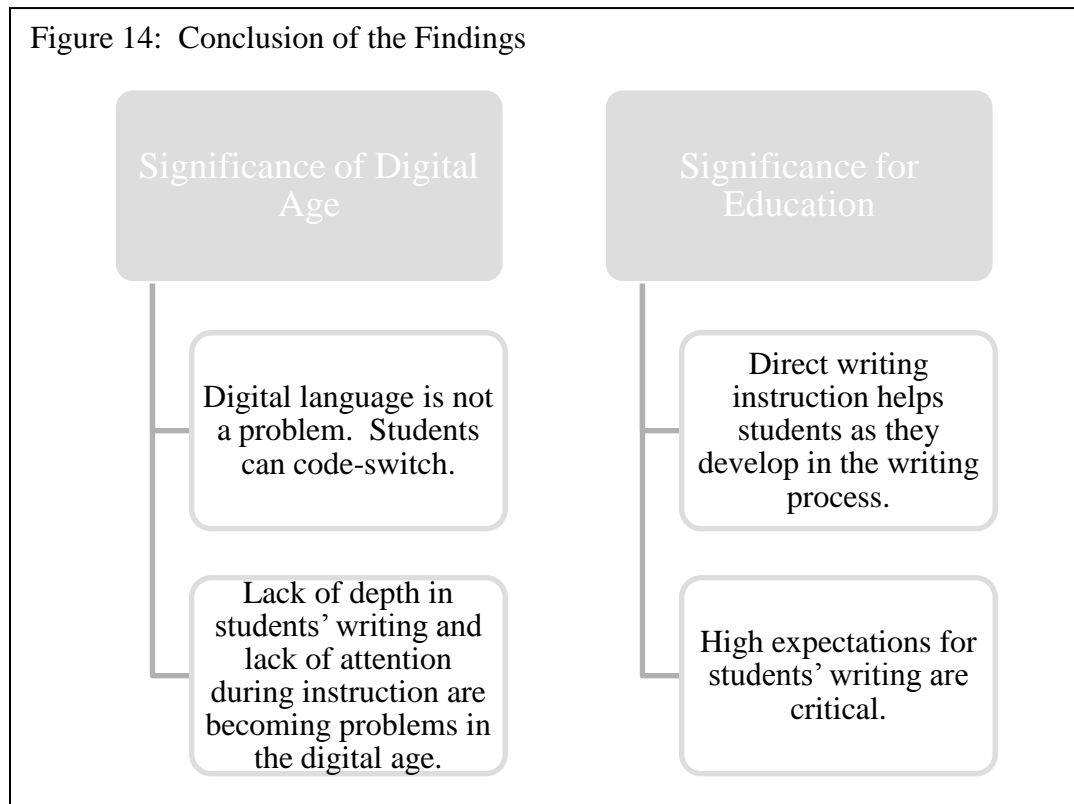 Figure 14:  Conclusion of the Findings
Significance of Digital
Age
Digital language is not
a problem.  Students
can code-switch.
Lack of depth in
students’ writing and
lack of attention
during instruction are
becoming problems in
the digital age.
Significance for
Education
Direct writing
instruction helps
students as they
develop in the writing
process.
High expectations for
students’ writing are
critical.